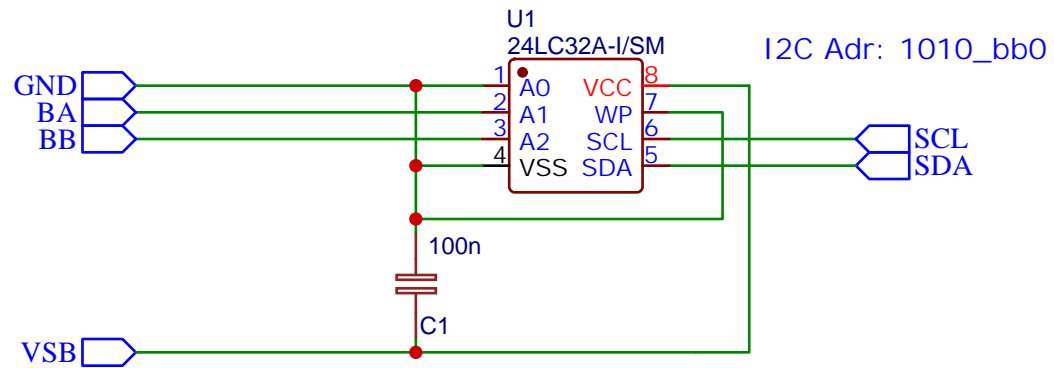 U1
24LC32A-I/SM
I2C Adr: 1010_bb0
GND
BA
BB
1
2
3
4
A0
A1
A2
VSS
VCC
WP
SCL
SDA
8
7
6
5
SCL
SDA
100n
C1
VSB